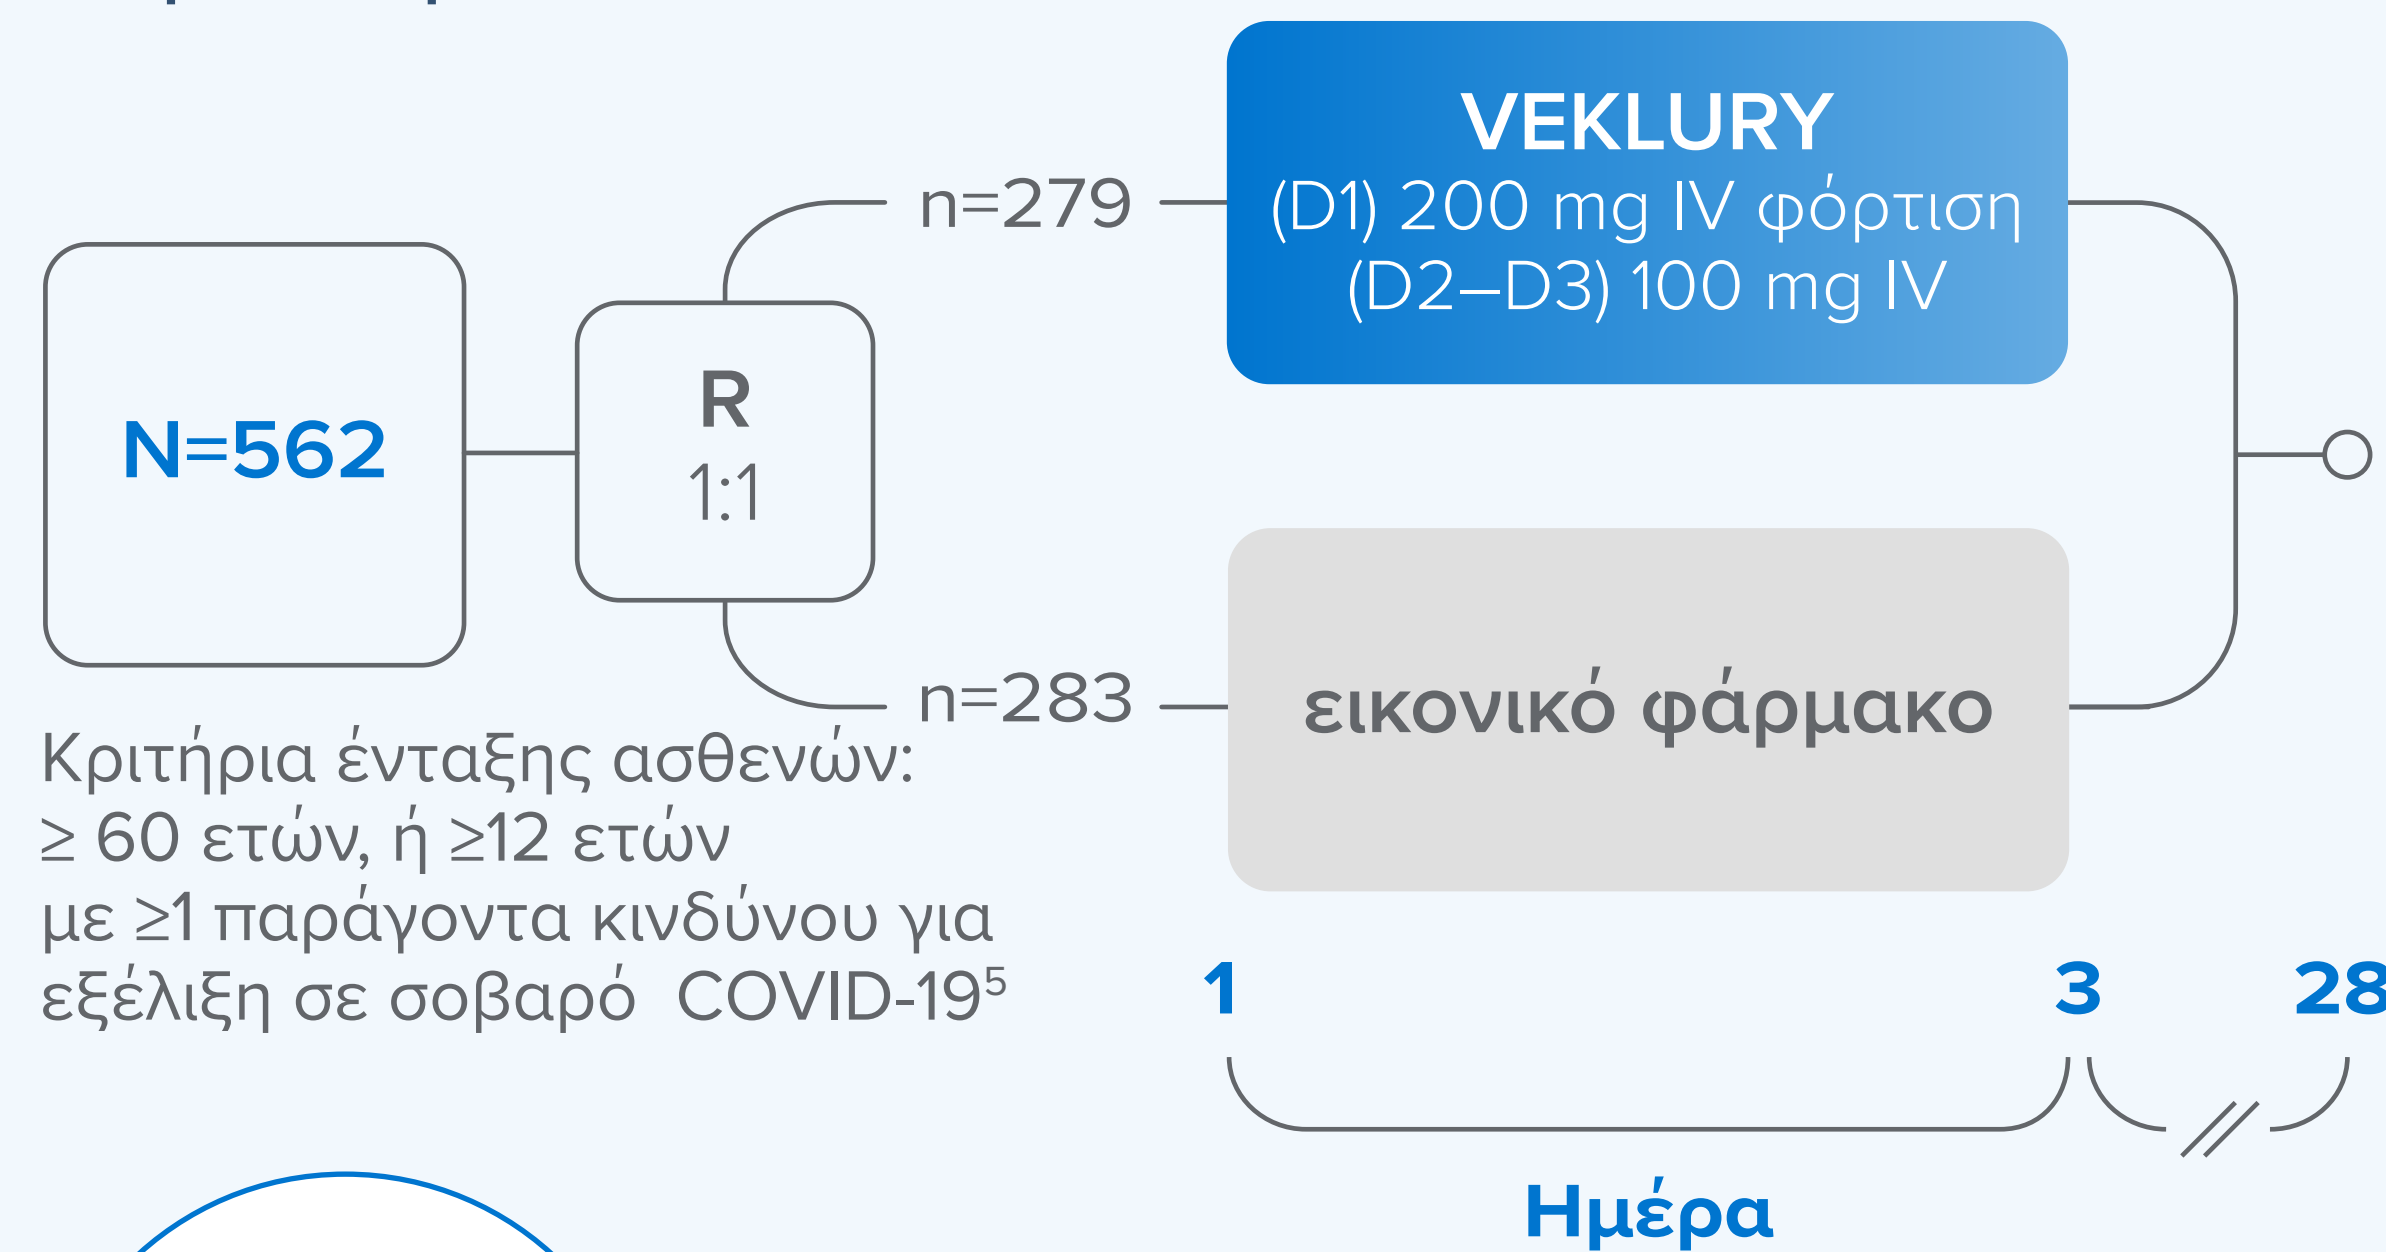 N=562
R
1:1
n=279
VEKLURY
(D1) 200 mg IV φόρτιση
(D2–D3) 100 mg IV
n=283
εικονικό φάρμακο
Κριτήρια ένταξης ασθενών:
≥ 60 ετών, ή ≥12 ετών
με ≥1 παράγοντα κινδύνου για
εξέλιξη σε σοβαρό COVID-19⁵
1 3 28
Ημέρα